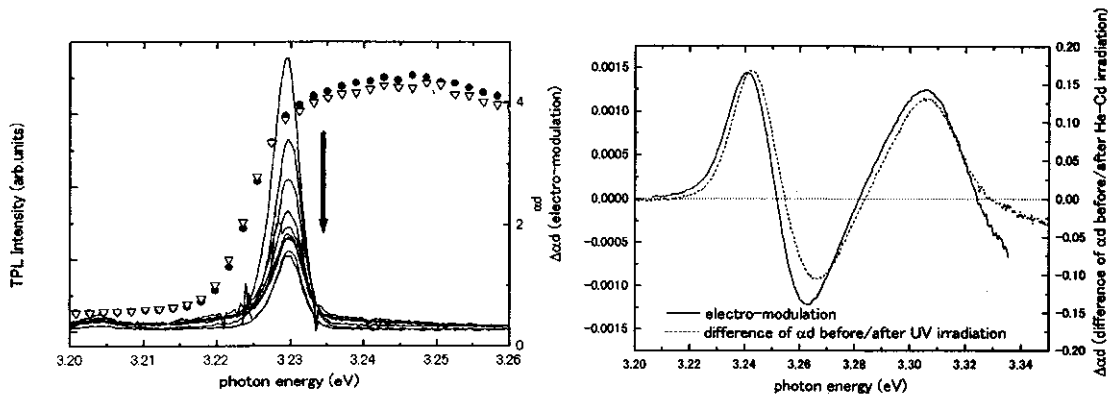 TPL Intensity (arb.units)
3.20 3.21 3.22 3.23 3.24 3.25 3.26
photon energy (eV)
4
2
0
αd
Δαd (electro-modulation)
0.0015
0.0010
0.0005
0.0000
-0.0005
-0.0010
-0.0015
electro-modulation
difference of αd before/after UV irradiation
3.20 3.22 3.24 3.26 3.28 3.30 3.32 3.34
photon energy (eV)
0.20
0.15
0.10
0.05
0.00
-0.05
-0.10
-0.15
-0.20
Δαd (difference of αd before/after He-Cd irradiation)